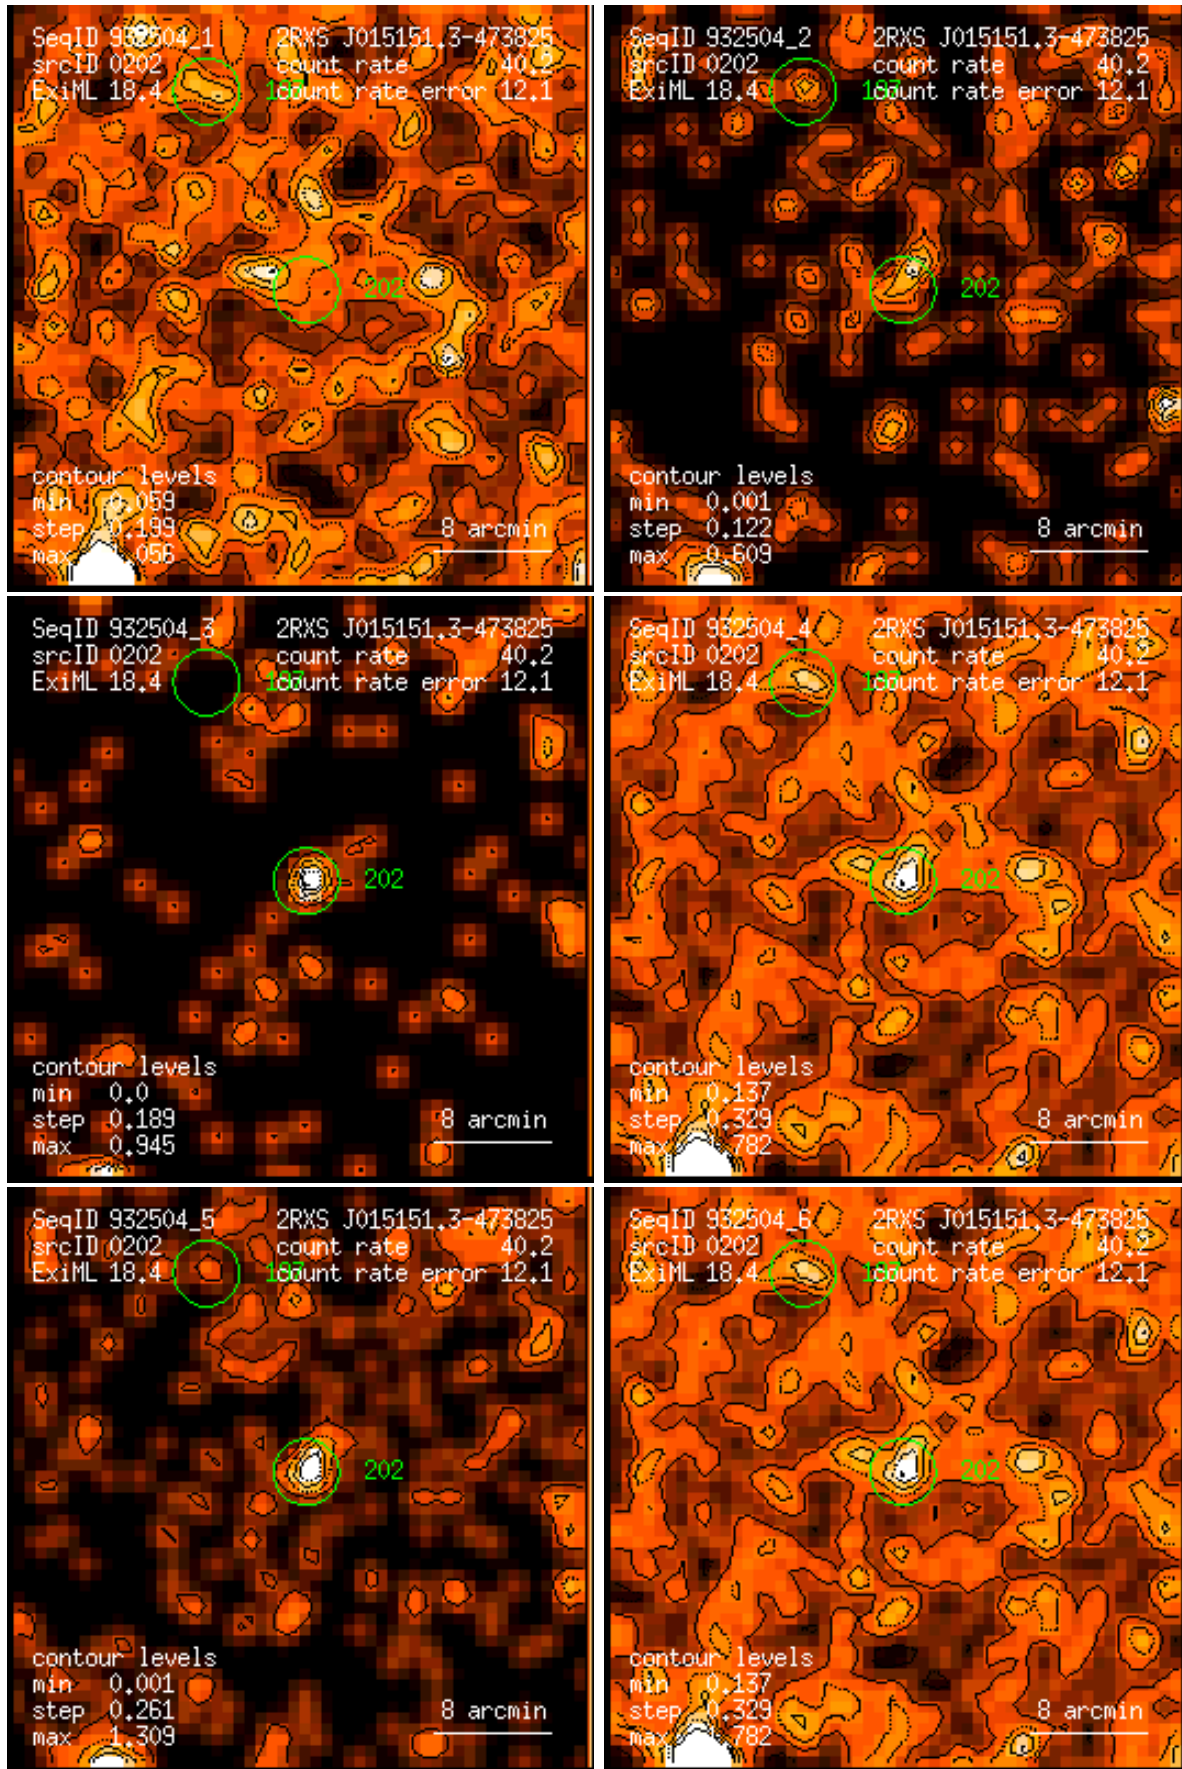 SeqID 932504_1 2RXS J015151.3-473825
srcID 0202 count rate 40.2
ExiML 18.4 count rate error 12.1
202
contour levels
min 0.059
step 0.199
max .056
8 arcmin
SeqID 932504_2 2RXS J015151.3-473825
srcID 0202 count rate 40.2
ExiML 18.4 count rate error 12.1
202
contour levels
min 0.001
step 0.122
max 0.609
8 arcmin
SeqID 932504_3 2RXS J015151.3-473825
srcID 0202 count rate 40.2
ExiML 18.4 count rate error 12.1
202
contour levels
min 0.0
step 0.189
max 0.945
8 arcmin
SeqID 932504_4 2RXS J015151.3-473825
srcID 0202 count rate 40.2
ExiML 18.4 count rate error 12.1
202
contour levels
min 0.137
step 0.329
max .782
8 arcmin
SeqID 932504_5 2RXS J015151.3-473825
srcID 0202 count rate 40.2
ExiML 18.4 count rate error 12.1
202
contour levels
min 0.001
step 0.261
max 1.309
8 arcmin
SeqID 932504_6 2RXS J015151.3-473825
srcID 0202 count rate 40.2
ExiML 18.4 count rate error 12.1
202
contour levels
min 0.137
step 0.329
max .782
8 arcmin